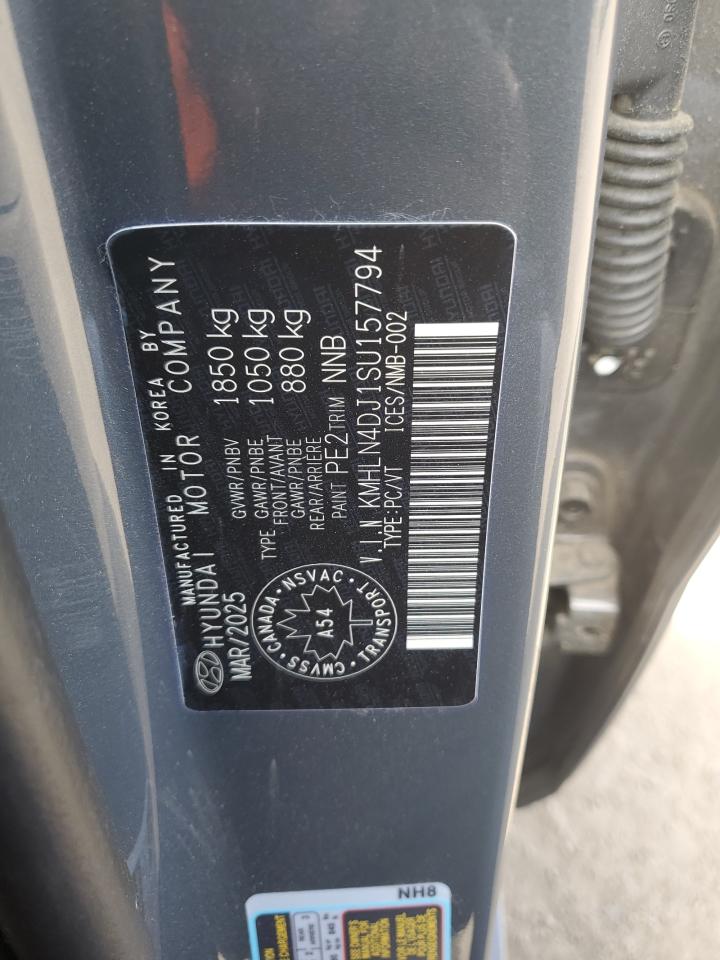 MANUFACTURED IN KOREA BY
HYUNDAI MOTOR COMPANY
MAR/2025
GVWR/PNBV 1850 kg
TYPE GAWR/PNBE 1050 kg
FRONT/AVANT
GAWR/PNBE 880 kg
REAR/ARRIÈRE
PAINT PE2 TRIM NNB
V.I.N KMHLN4DJ1SU157794
TYPE:PC/VT ICES/NMB-002
CANADA • NSVAC • TRANSPORT • CMVSS •
A54
NH8